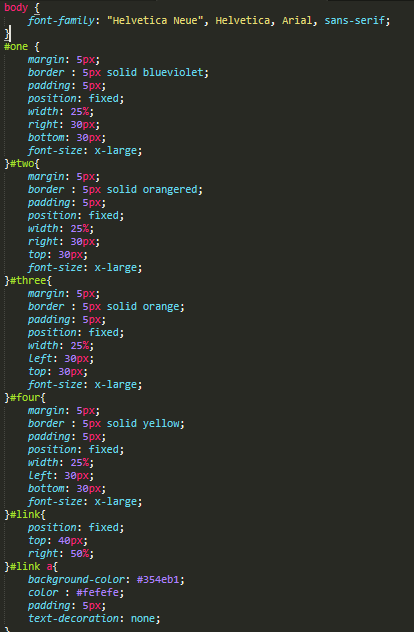 body {
    font-family: "Helvetica Neue", Helvetica, Arial, sans-serif;
}
#one {
    margin: 5px;
    border : 5px solid blueviolet;
    padding: 5px;
    position: fixed;
    width: 25%;
    right: 30px;
    bottom: 30px;
    font-size: x-large;
}#two{
    margin: 5px;
    border : 5px solid orangered;
    padding: 5px;
    position: fixed;
    width: 25%;
    right: 30px;
    top: 30px;
    font-size: x-large;
}#three{
    margin: 5px;
    border : 5px solid orange;
    padding: 5px;
    position: fixed;
    width: 25%;
    left: 30px;
    top: 30px;
    font-size: x-large;
}#four{
    margin: 5px;
    border : 5px solid yellow;
    padding: 5px;
    position: fixed;
    width: 25%;
    left: 30px;
    bottom: 30px;
    font-size: x-large;
}#link{
    position: fixed;
    top: 40px;
    right: 50%;
}#link a{
    background-color: #354eb1;
    color : #fefefe;
    padding: 5px;
    text-decoration: none;
}